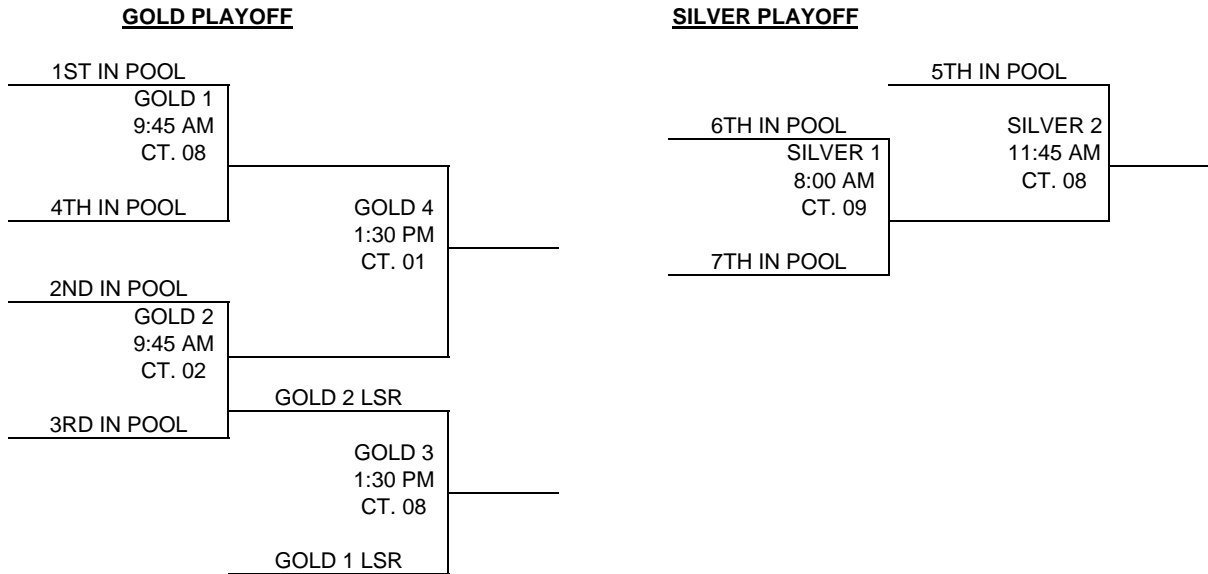 GOLD PLAYOFF
1ST IN POOL
GOLD 1
9:45 AM
CT. 08
4TH IN POOL
GOLD 4
1:30 PM
CT. 01
2ND IN POOL
GOLD 2
9:45 AM
CT. 02
GOLD 2 LSR
3RD IN POOL
GOLD 3
1:30 PM
CT. 08
GOLD 1 LSR
SILVER PLAYOFF
5TH IN POOL
6TH IN POOL
SILVER 2
11:45 AM
CT. 08
SILVER 1
8:00 AM
CT. 09
7TH IN POOL